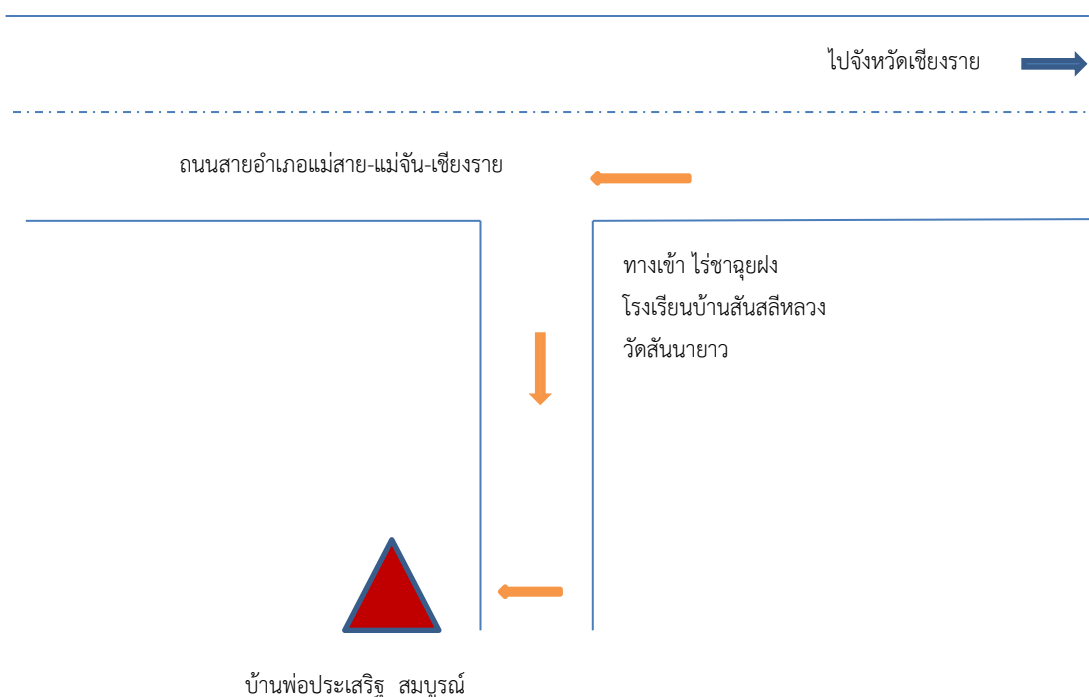 ไปจังหวัดเชียงราย
ถนนสายอำเภอแม่สาย-แม่จัน-เชียงราย
ทางเข้า ไร่ชาฉุยฝง
โรงเรียนบ้านสันสลีหลวง
วัดสันนายาว
บ้านพ่อประเสริฐ สมบูรณ์